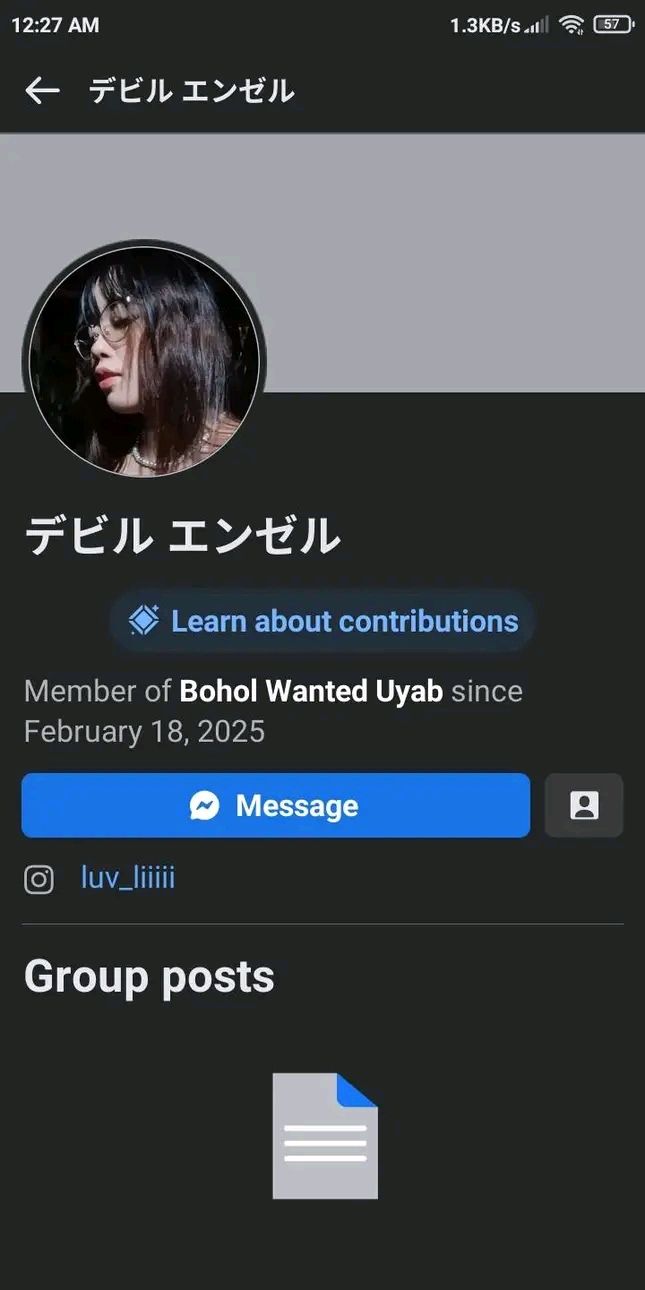 12:27 AM 1.3KB/s 57
デビル エンゼル
デビル エンゼル
Learn about contributions
Member of Bohol Wanted Uyab since
February 18, 2025
Message
luv_liiiii
Group posts